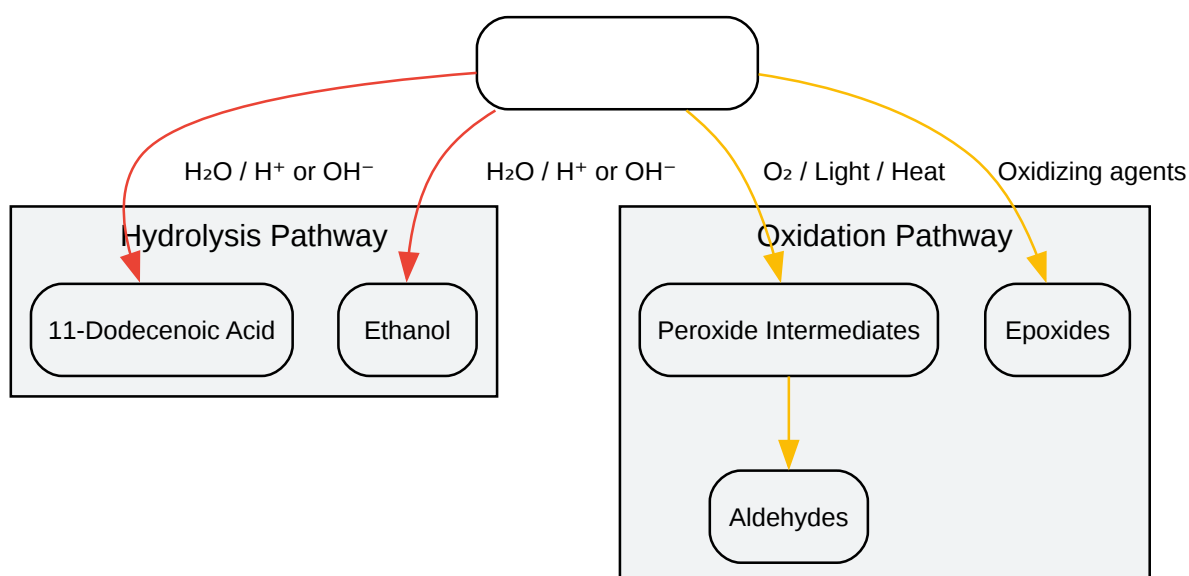 H₂O / H⁺ or OH⁻
H₂O / H⁺ or OH⁻
O₂ / Light / Heat
Oxidizing agents
Hydrolysis Pathway
Oxidation Pathway
11-Dodecenoic Acid
Ethanol
Peroxide Intermediates
Epoxides
Aldehydes